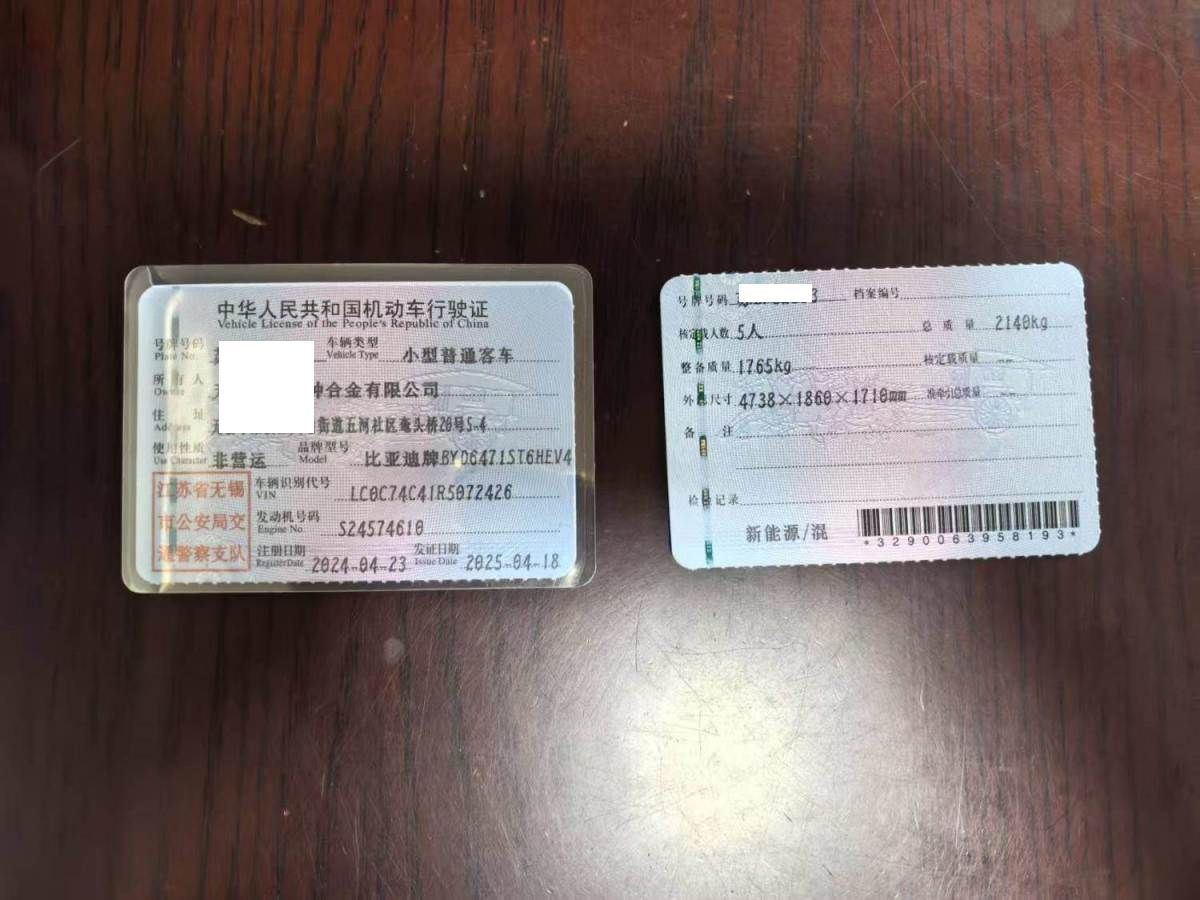 中华人民共和国机动车行驶证
Vehicle License of the People's Republic of China
号牌号码
Plate No.
车辆类型 小型普通客车
Vehicle Type
所有人 种合金有限公司
Owner
住址 街道五河社区鸯头桥20号5-4
Address
使用性质 非营运
Use Character
品牌型号 比亚迪牌BYD6471ST6HEV4
Model
江苏省无锡
市公安局交
通警察支队
车辆识别代号 LC0C74C41R5072426
VIN
发动机号码 S24574610
Engine No.
注册日期 2024-04-23
Register Date
发证日期 2025-04-18
Issue Date
号牌号码 3 档案编号
核定载人数 5人 总质量 2140kg
整备质量 1765kg 核定载质量 --
外廓尺寸 4738×1860×1710mm 准牵引总质量 --
备注
检验记录
新能源/混
*3290063958193*